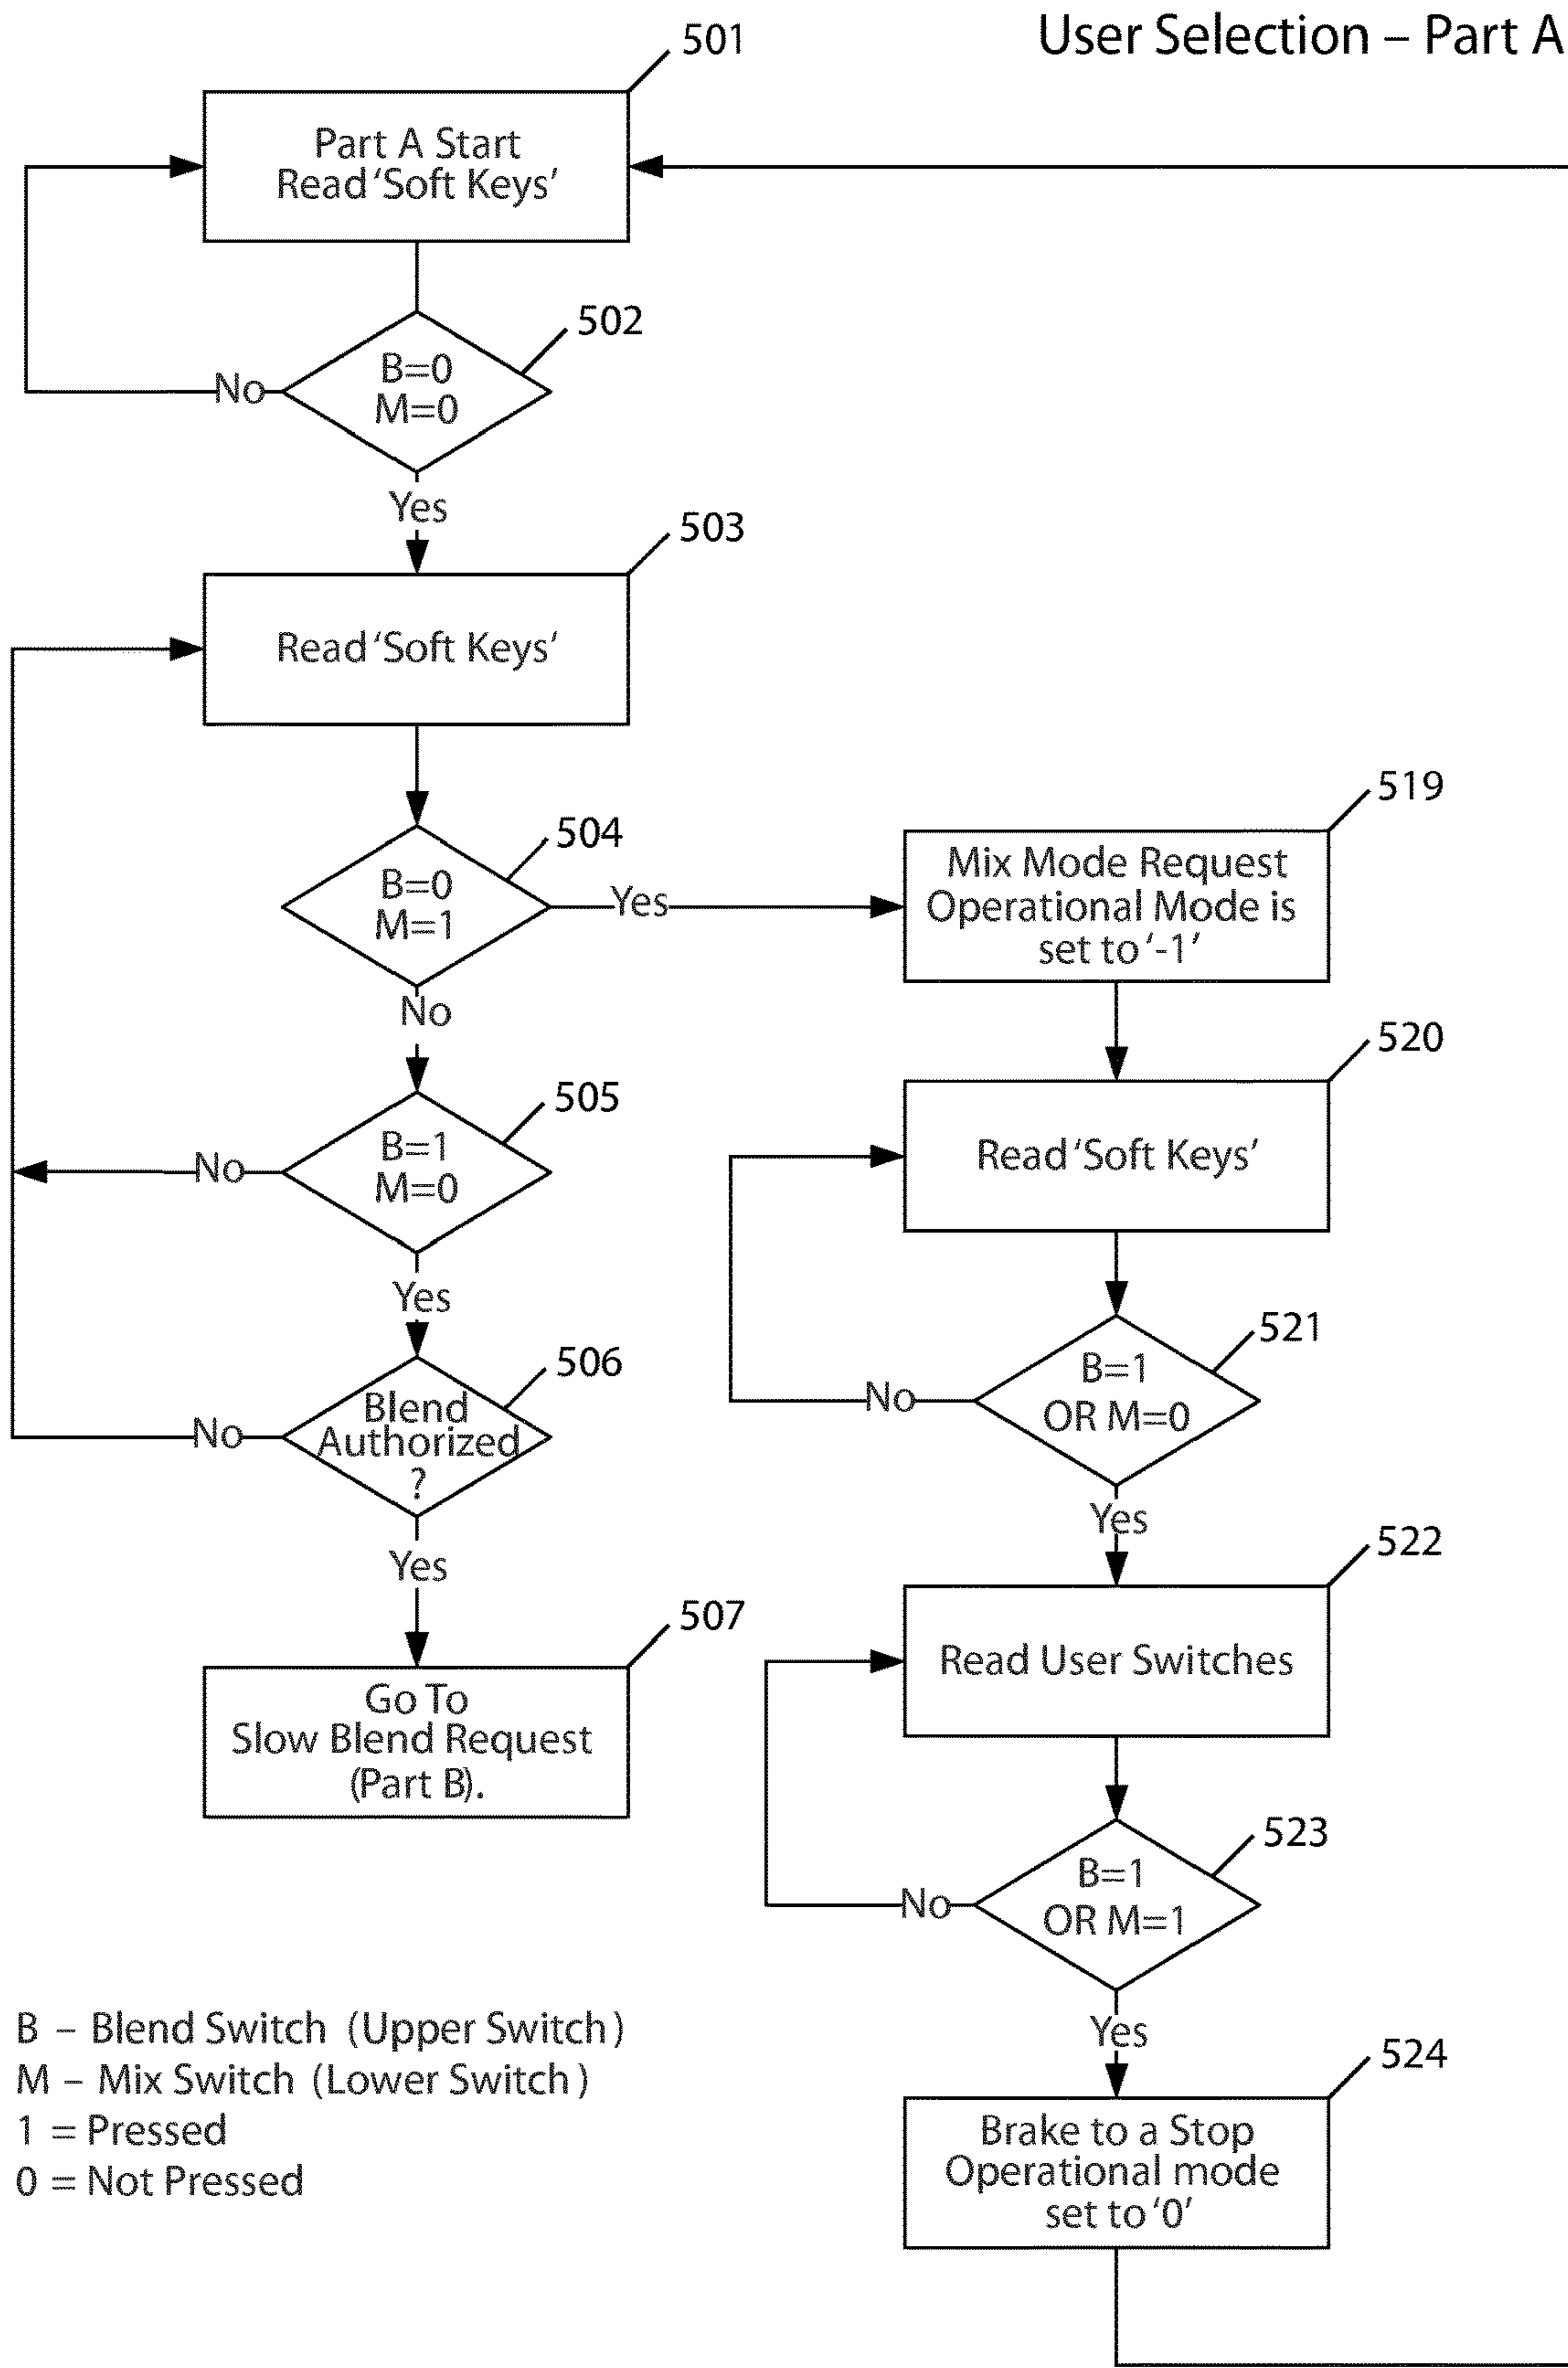 User Selection – Part A
501
Part A Start
Read 'Soft Keys'
502
B=0
M=0
No
Yes
503
Read 'Soft Keys'
504
B=0
M=1
Yes
No
505
B=1
M=0
No
Yes
506
Blend
Authorized
?
No
Yes
507
Go To
Slow Blend Request
(Part B).
519
Mix Mode Request
Operational Mode is
set to '-1'
520
Read 'Soft Keys'
521
B=1
OR M=0
No
Yes
522
Read User Switches
523
B=1
OR M=1
No
Yes
524
Brake to a Stop
Operational mode
set to '0'
B – Blend Switch (Upper Switch)
M – Mix Switch (Lower Switch)
1 = Pressed
0 = Not Pressed